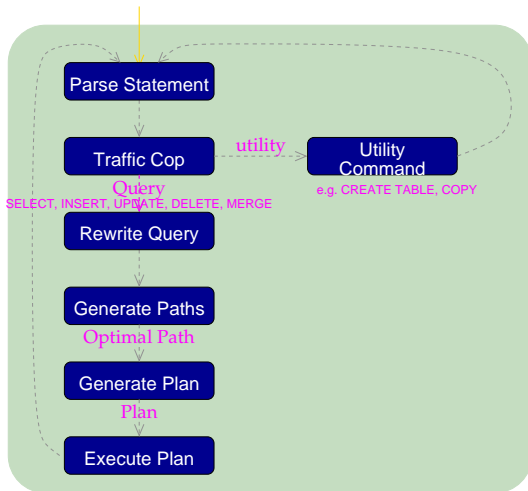 Parse Statement
Traffic Cop
utility
Utility
Command
e.g. CREATE TABLE, COPY
Query
SELECT, INSERT, UPDATE, DELETE, MERGE
Rewrite Query
Generate Paths
Optimal Path
Generate Plan
Plan
Execute Plan